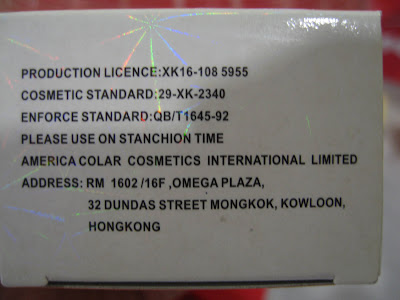 PRODUCTION LICENCE:XK16-108 5955
COSMETIC STANDARD:29-XK-2340
ENFORCE STANDARD:QB/T1645-92
PLEASE USE ON STANCHION TIME
AMERICA COLAR COSMETICS INTERNATIONAL LIMITED
ADDRESS: RM 1602 /16F ,OMEGA PLAZA,
32 DUNDAS STREET MONGKOK, KOWLOON,
HONGKONG